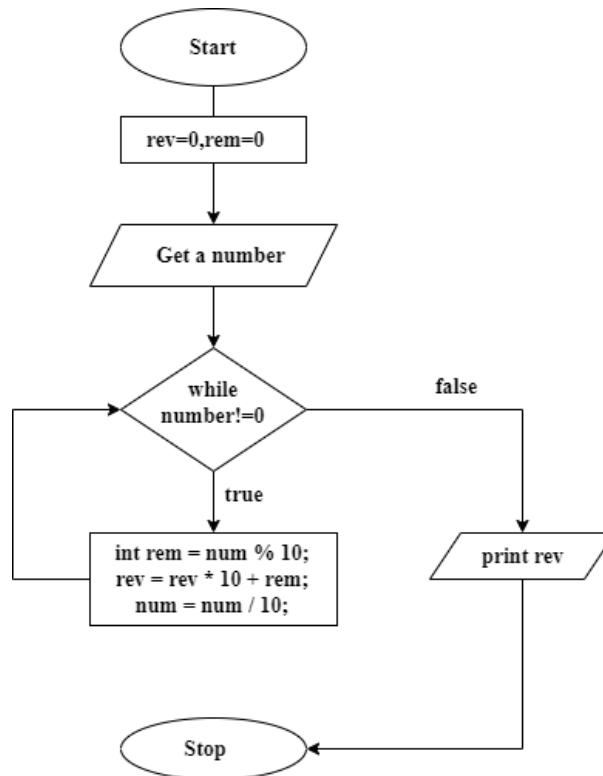 Start
rev=0,rem=0
Get a number
while
number!=0
false
true
int rem = num % 10;
rev = rev * 10 + rem;
num = num / 10;
print rev
Stop